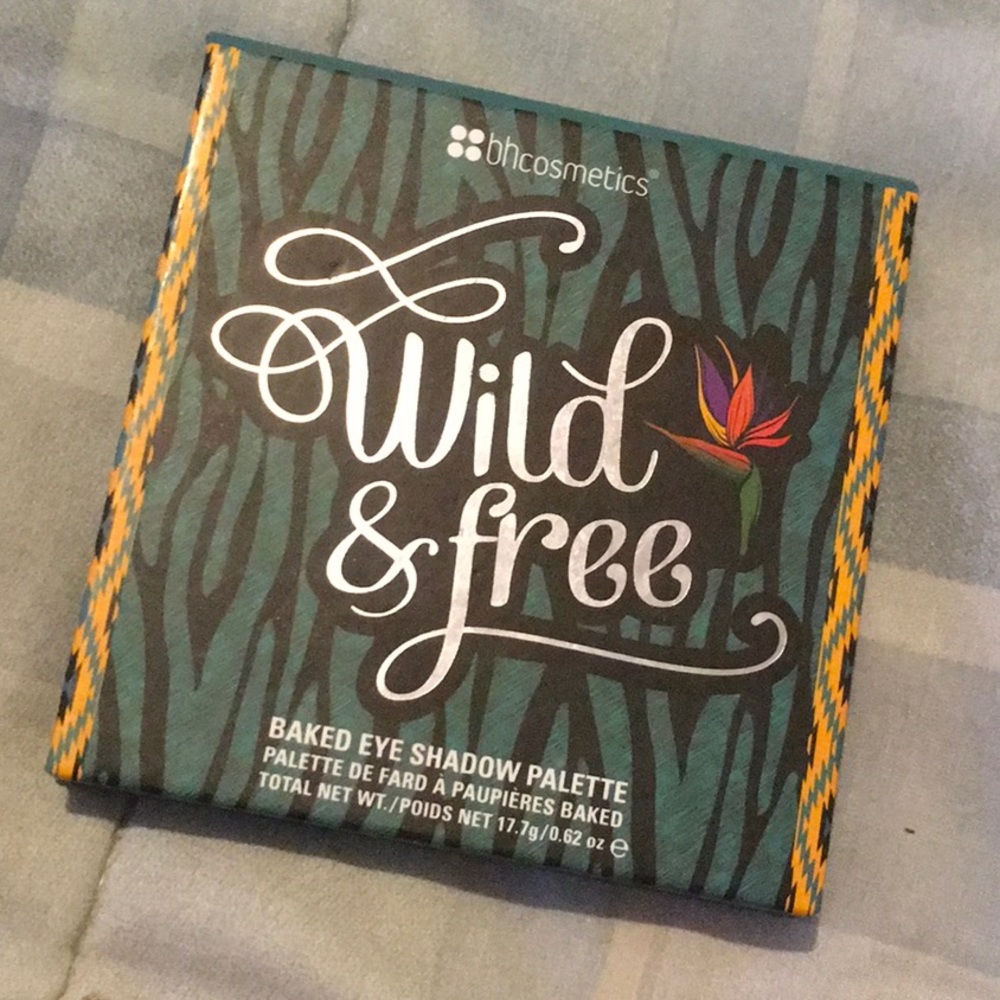 bhcosmetics®
Wild
& free
BAKED EYE SHADOW PALETTE
PALETTE DE FARD À PAUPIÈRES BAKED
TOTAL NET WT./POIDS NET 17.7g/0.62 oz ℮